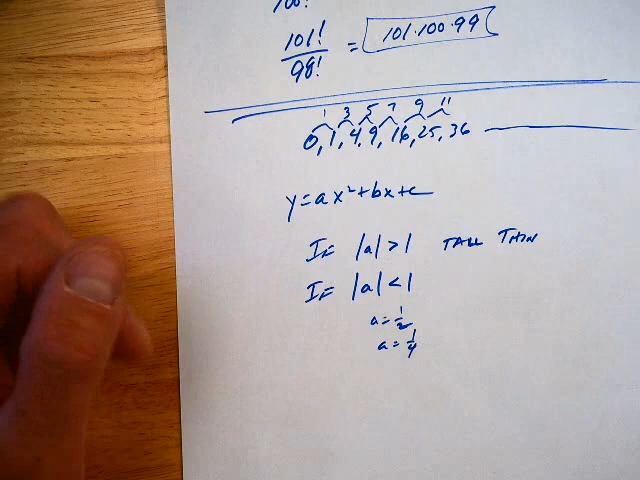 100!
101!
98! = 101·100·99
1 3 5 7 9 11
0, 1, 4, 9, 16, 25, 36
y = ax² + bx + c
IF |a| > 1 TALL THIN
IF |a| < 1
a = 1/2
a = 1/4